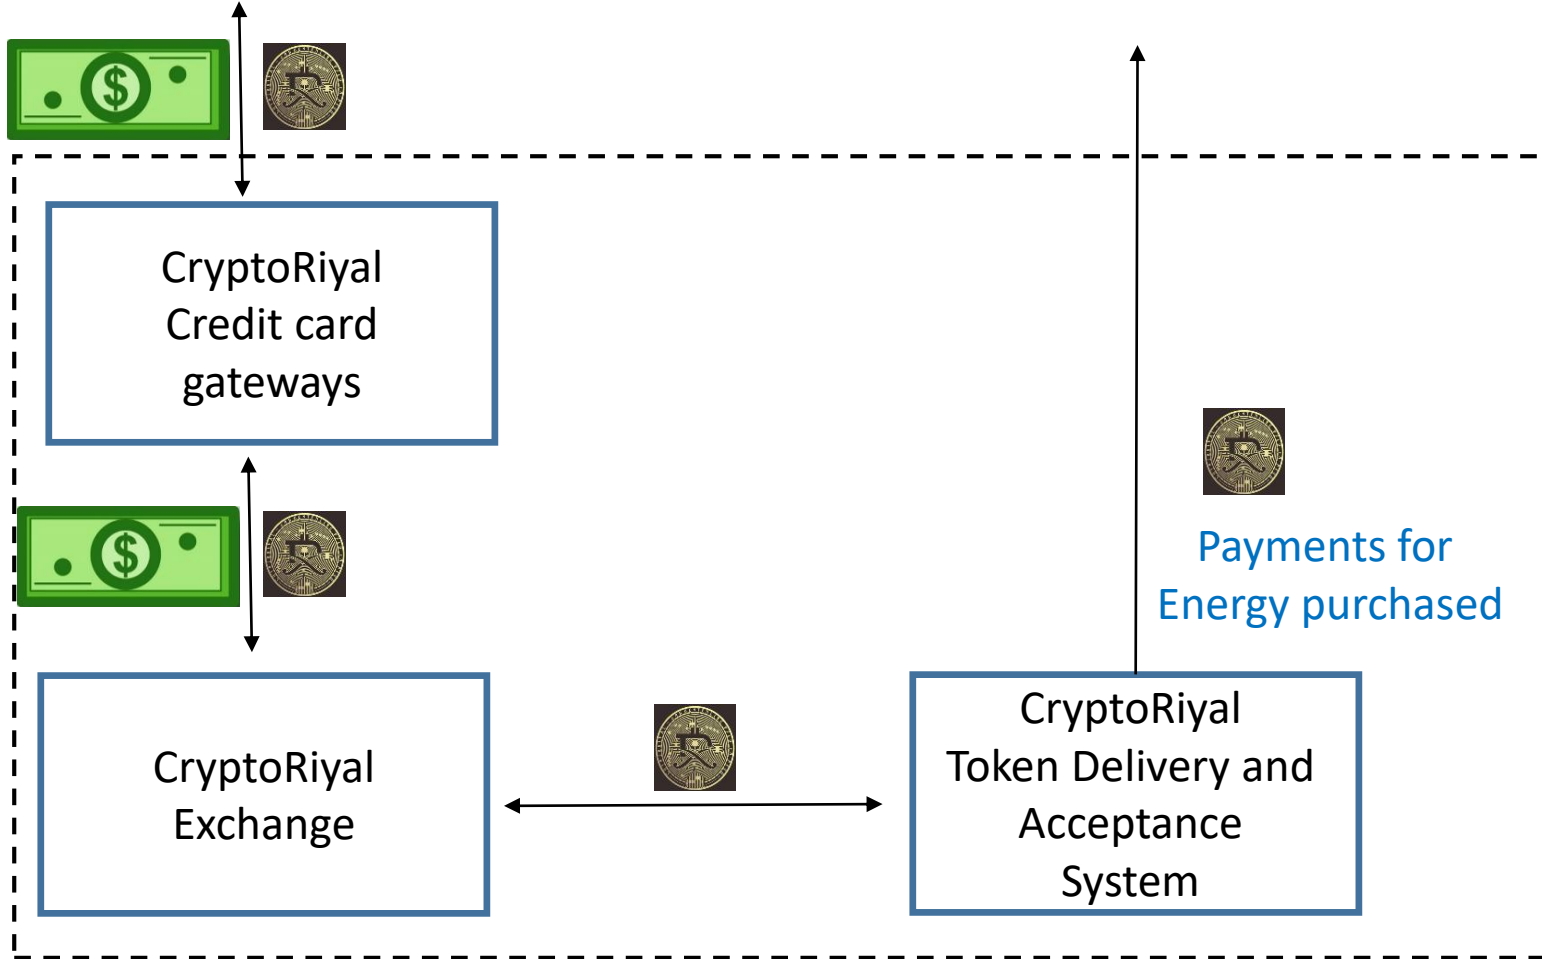 $
CryptoRiyal
Credit card
gateways
$
Payments for
Energy purchased
CryptoRiyal
Exchange
CryptoRiyal
Token Delivery and
Acceptance
System